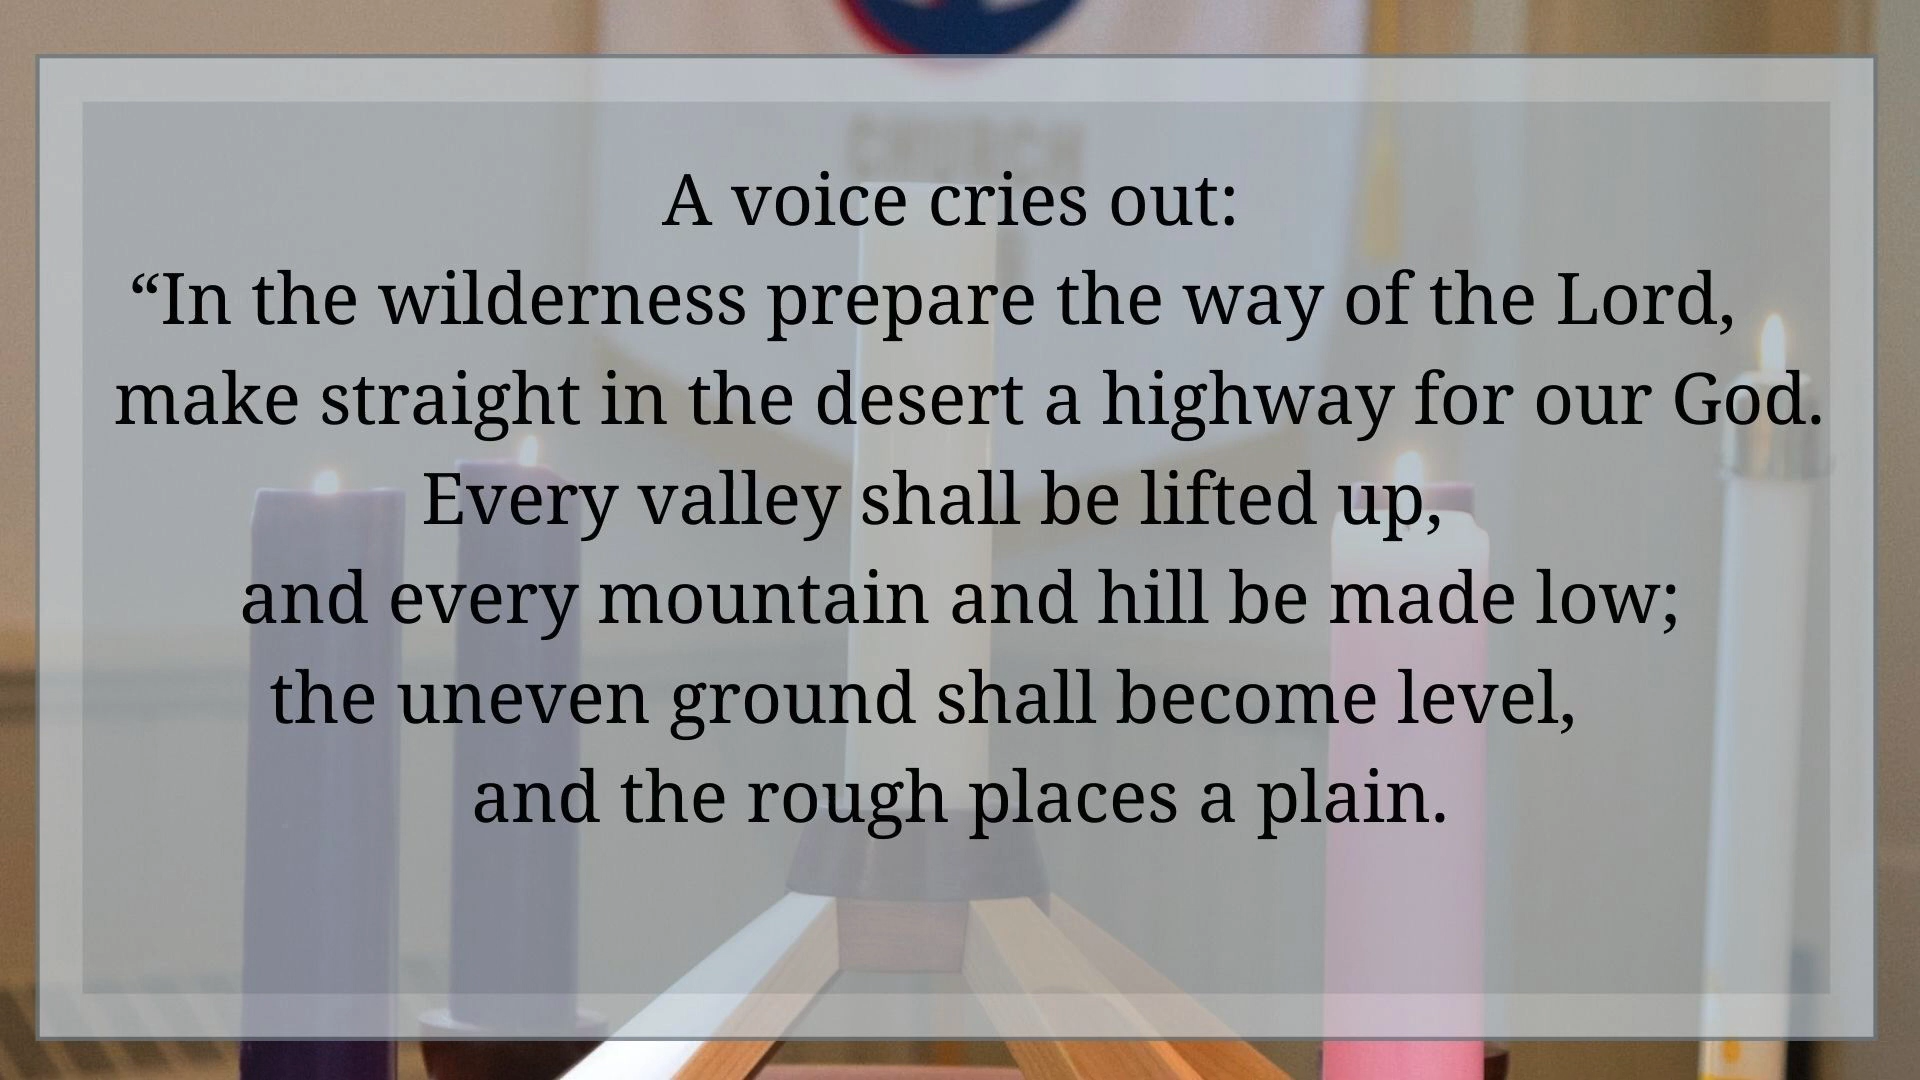 CHURCH
A voice cries out:
“In the wilderness prepare the way of the Lord,
make straight in the desert a highway for our God.
Every valley shall be lifted up,
and every mountain and hill be made low;
the uneven ground shall become level,
and the rough places a plain.